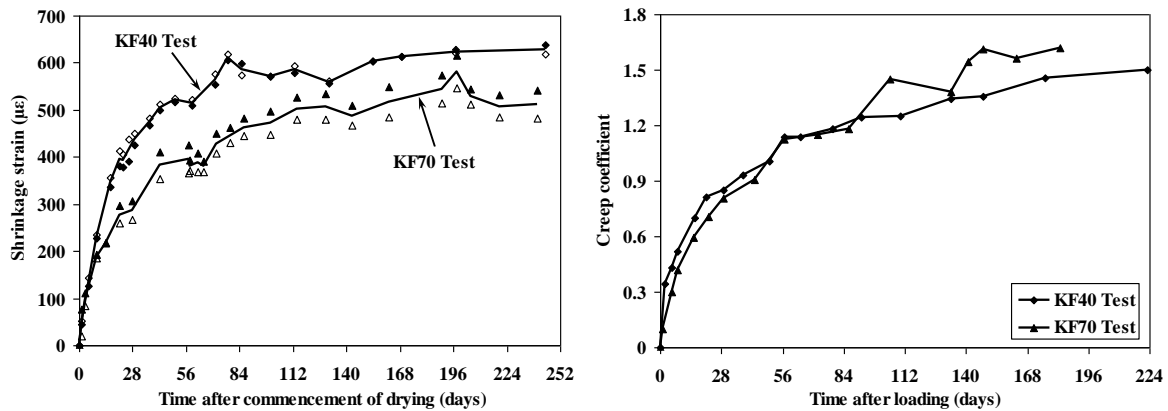 700
600
500
400
300
200
100
0
Shrinkage strain (με)
KF40 Test
KF70 Test
0 28 56 84 112 140 168 196 224 252
Time after commencement of drying (days)
1.8
1.5
1.2
0.9
0.6
0.3
0
Creep coefficient
KF40 Test
KF70 Test
0 28 56 84 112 140 168 196 224
Time after loading (days)